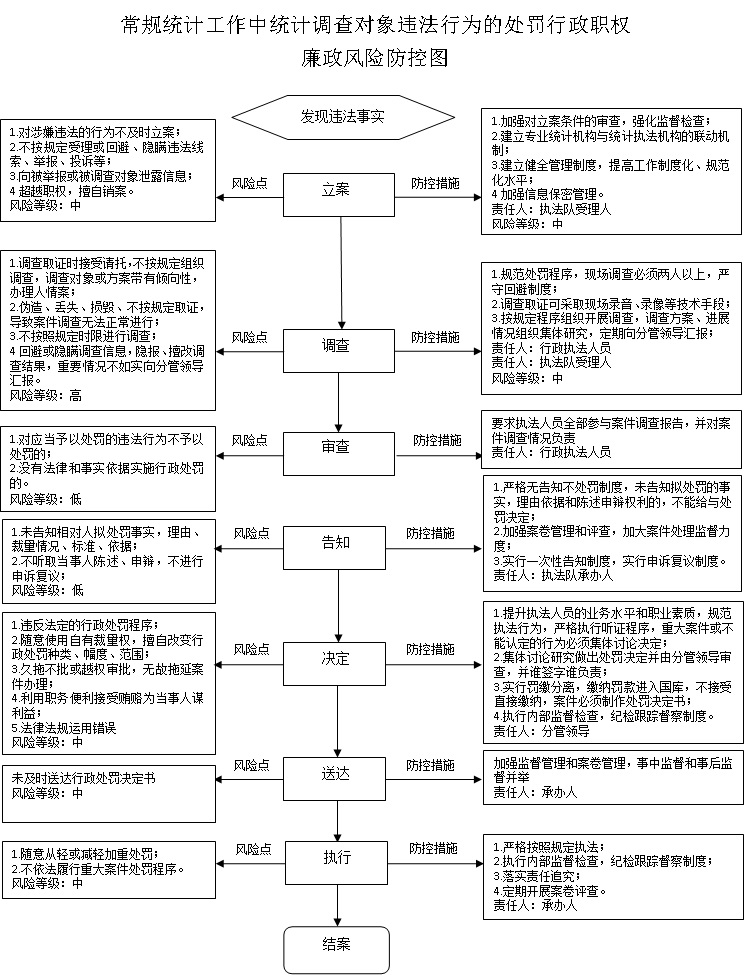 常规统计工作中统计调查对象违法行为的处罚行政职权
廉政风险防控图
发现违法事实
1.对涉嫌违法的行为不及时立案；
2.不按规定受理或回避、隐瞒违法线
索、举报、投诉等；
3.向被举报或被调查对象泄露信息；
4 超越职权，擅自销案。
风险等级：中
风险点
立案
防控措施
1.加强对立案条件的审查，强化监督检查；
2.建立专业统计机构与统计执法机构的联动机
制；
3.建立健全管理制度，提高工作制度化、规范
化水平；
4 加强信息保密管理。
责任人：执法队受理人
风险等级：中
1.调查取证时接受请托，不按规定组织
调查，调查对象或方案带有倾向性，
办理人情案；
2.伪造、丢失、损毁、不按规定取证，
导致案件调查无法正常进行；
3.不按照规定时限进行调查；
4 回避或隐瞒调查信息，隐报、擅改调
查结果，重要情况不如实向分管领导
汇报。
风险等级：高
风险点
调查
防控措施
1.规范处罚程序，现场调查必须两人以上，严
守回避制度；
2.调查取证可采取现场录音、录像等技术手段；
3.按规定程序组织开展调查，调查方案、进展
情况组织集体研究，定期向分管领导汇报；
责任人：行政执法人员
责任人：执法队受理人
风险等级：中
1.对应当予以处罚的违法行为不予以
处罚的；
2.没有法律和事实依据实施行政处罚
的。
风险等级：低
风险点
审查
防控措施
要求执法人员全部参与案件调查报告，并对案
件调查情况负责
责任人：行政执法人员
1.未告知相对人拟处罚事实，理由、
裁量情况、标准、依据；
2.不听取当事人陈述、申辩，不进行
申诉复议；
风险等级：低
风险点
告知
防控措施
1.严格无告知不处罚制度，未告知拟处罚的事
实，理由依据和陈述申辩权利的，不能给与处
罚决定；
2.加强案卷管理和评查，加大案件处理监督力
度；
3.实行一次性告知制度，实行申诉复议制度。
责任人：执法队承办人
1.违反法定的行政处罚程序；
2.随意使用自有裁量权，擅自改变行
政处罚种类、幅度、范围；
3.久拖不批或越权审批，无故拖延案
件办理；
4.利用职务便利接受贿赂为当事人谋
利益；
5.法律法规运用错误
风险等级：中
风险点
决定
防控措施
1.提升执法人员的业务水平和职业素质，规范
执法行为，严格执行听证程序，重大案件或不
能认定的行为必须集体讨论决定；
2.集体讨论研究做出处罚决定并由分管领导审
查，并谁签字谁负责；
3.实行罚缴分离，缴纳罚款进入国库，不接受
直接缴纳，案件必须制作处罚决定书；
4.执行内部监督检查，纪检跟踪督察制度。
责任人：分管领导
未及时送达行政处罚决定书
风险等级：中
风险点
送达
防控措施
加强监督管理和案卷管理，事中监督和事后监
督并举
责任人：承办人
1.随意从轻或减轻加重处罚；
2.不依法履行重大案件处罚程序。
风险等级：中
风险点
执行
防控措施
1.严格按照规定执法；
2.执行内部监督检查，纪检跟踪督察制度；
3.落实责任追究；
4.定期开展案卷评查。
责任人：承办人
结案